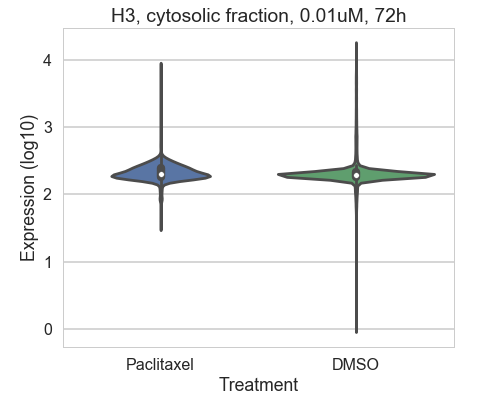 H3, cytosolic fraction, 0.01uM, 72h
Expression (log10)
4
3
2
1
0
Paclitaxel
DMSO
Treatment